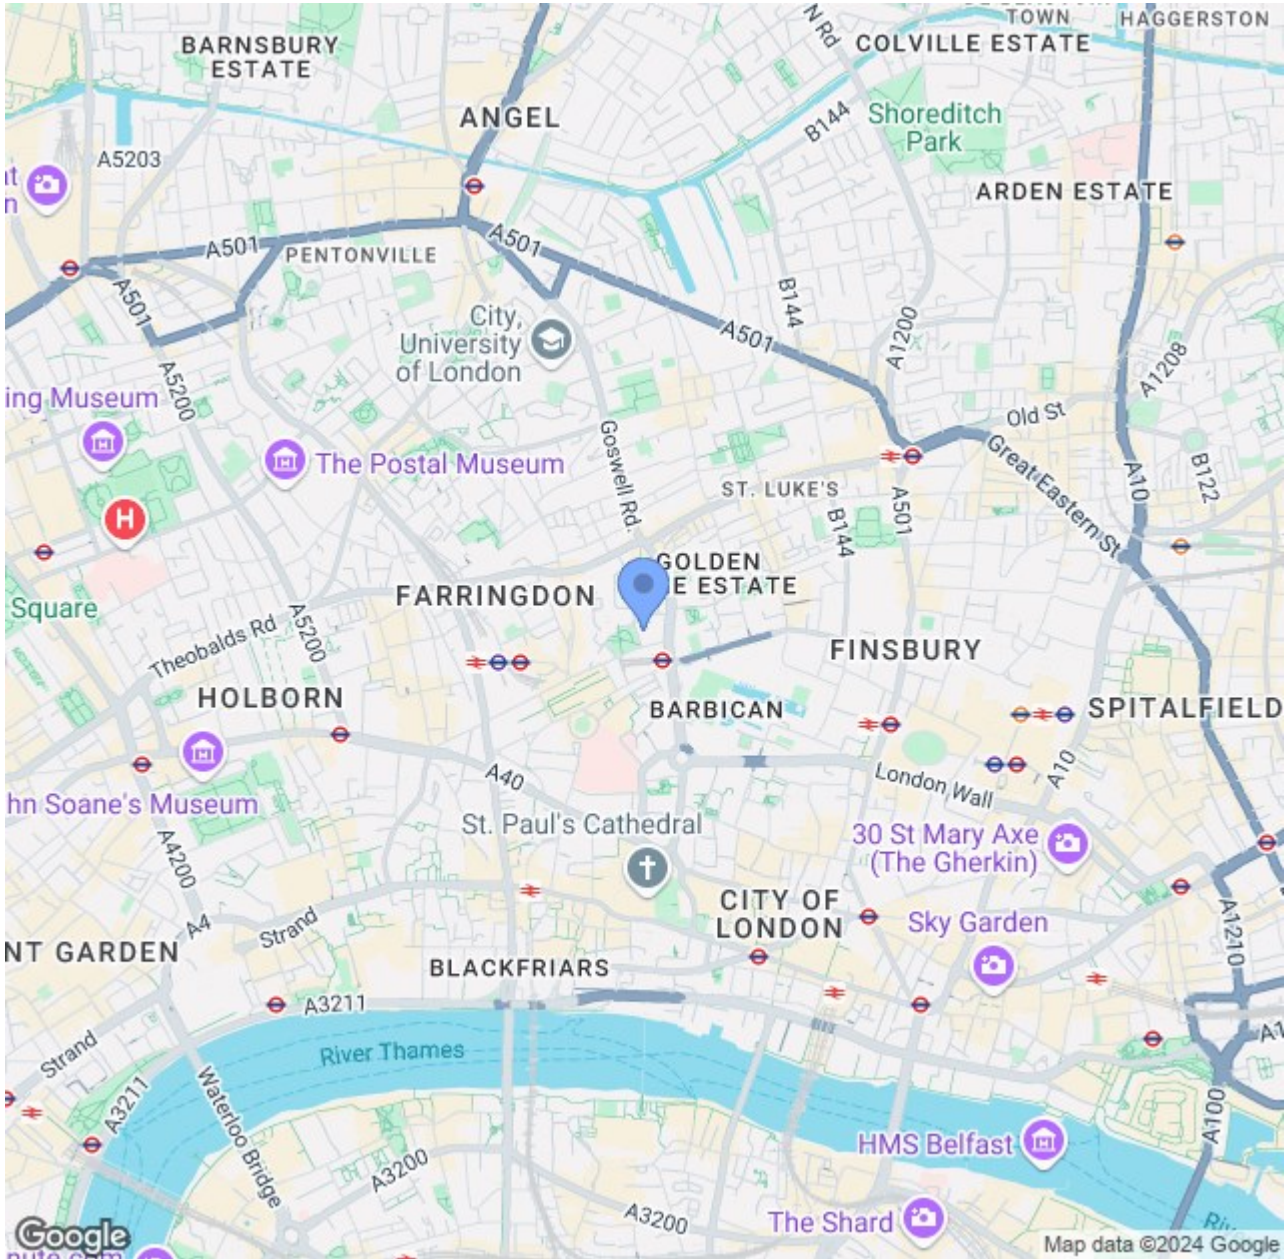 TOWN
HAGGERSTON
N Rd
COLVILLE ESTATE
BARNSBURY
ESTATE
ANGEL
B144
Shoreditch
Park
A5203
ARDEN ESTATE
A501
PENTONVILLE
A501
A501
B144
A1200
A501
City,
University
of London
A1208
A5200
ing Museum
Old St
Goswell Rd.
The Postal Museum
Great Eastern St
A10
B122
ST. LUKE'S
A501
B144
H
GOLDEN
E ESTATE
FARRINGDON
Square
A5200
Theobalds Rd
FINSBURY
HOLBORN
BARBICAN
SPITALFIELD
A40
London Wall
A10
hn Soane's Museum
St. Paul's Cathedral
30 St Mary Axe
(The Gherkin)
A4200
CITY OF
LONDON
Sky Garden
A4
Strand
A1210
NT GARDEN
BLACKFRIARS
A3211
Strand
River Thames
A3211
Waterloo Bridge
A100
HMS Belfast
A3200
A3200
The Shard
Google
Map data ©2024 Google